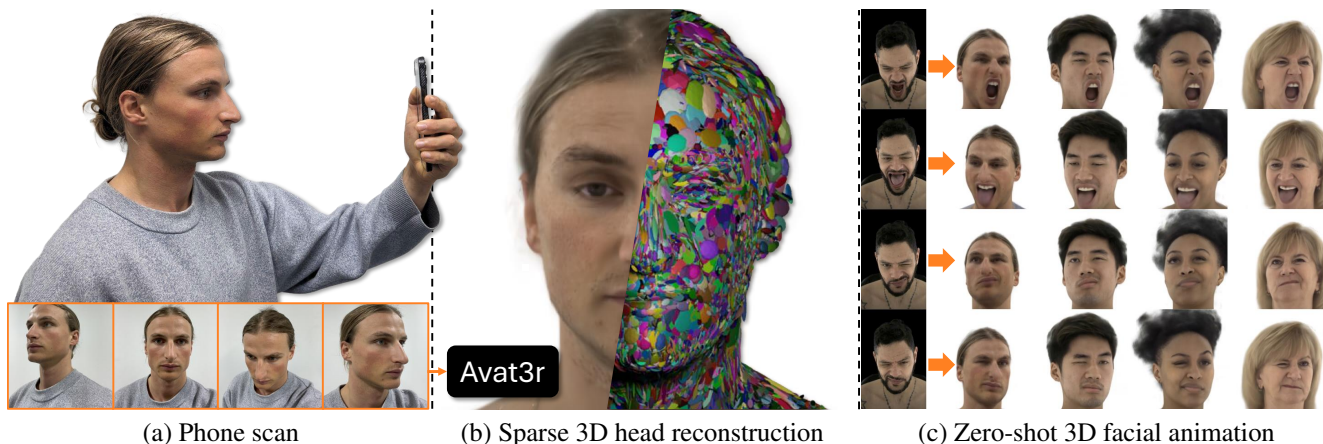 Avat3r
(a) Phone scan
(b) Sparse 3D head reconstruction
(c) Zero-shot 3D facial animation